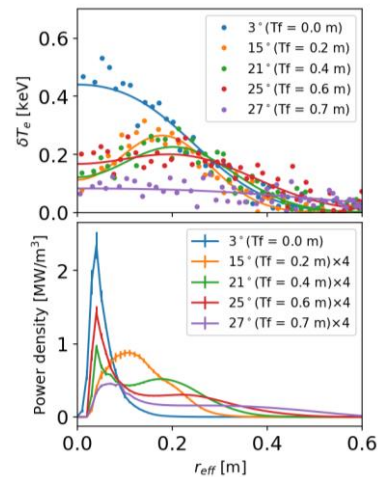 0.6
0.4
0.2
0.0
δTₑ [keV]
3°(Tf = 0.0 m)
15°(Tf = 0.2 m)
21°(Tf = 0.4 m)
25°(Tf = 0.6 m)
27°(Tf = 0.7 m)
2
1
0
Power density [MW/m³]
3°(Tf = 0.0 m)
15°(Tf = 0.2 m)×4
21°(Tf = 0.4 m)×4
25°(Tf = 0.6 m)×4
27°(Tf = 0.7 m)×4
0.0 0.2 0.4 0.6
r_eff [m]